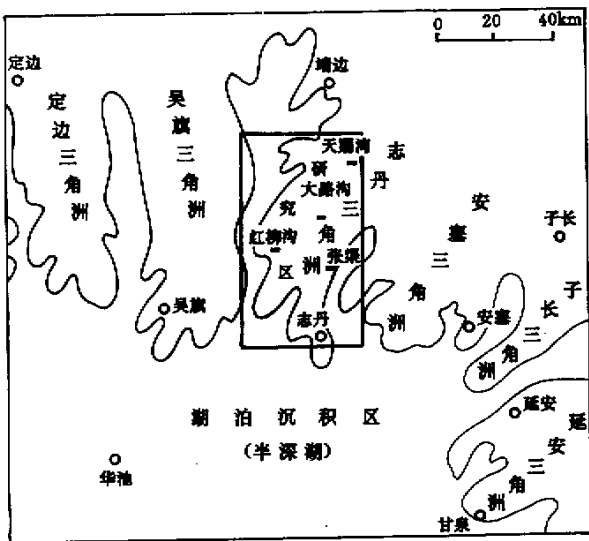 0 20 40km
定边
靖边
定边三角洲
吴旗三角洲
志丹三角洲
安塞三角洲
子长三角洲
延安三角洲
研究区
天赐湾
大路沟
红柳沟
张渠
子长
吴旗
志丹
安塞
延安
湖泊沉积区
(半深湖)
华池
甘泉